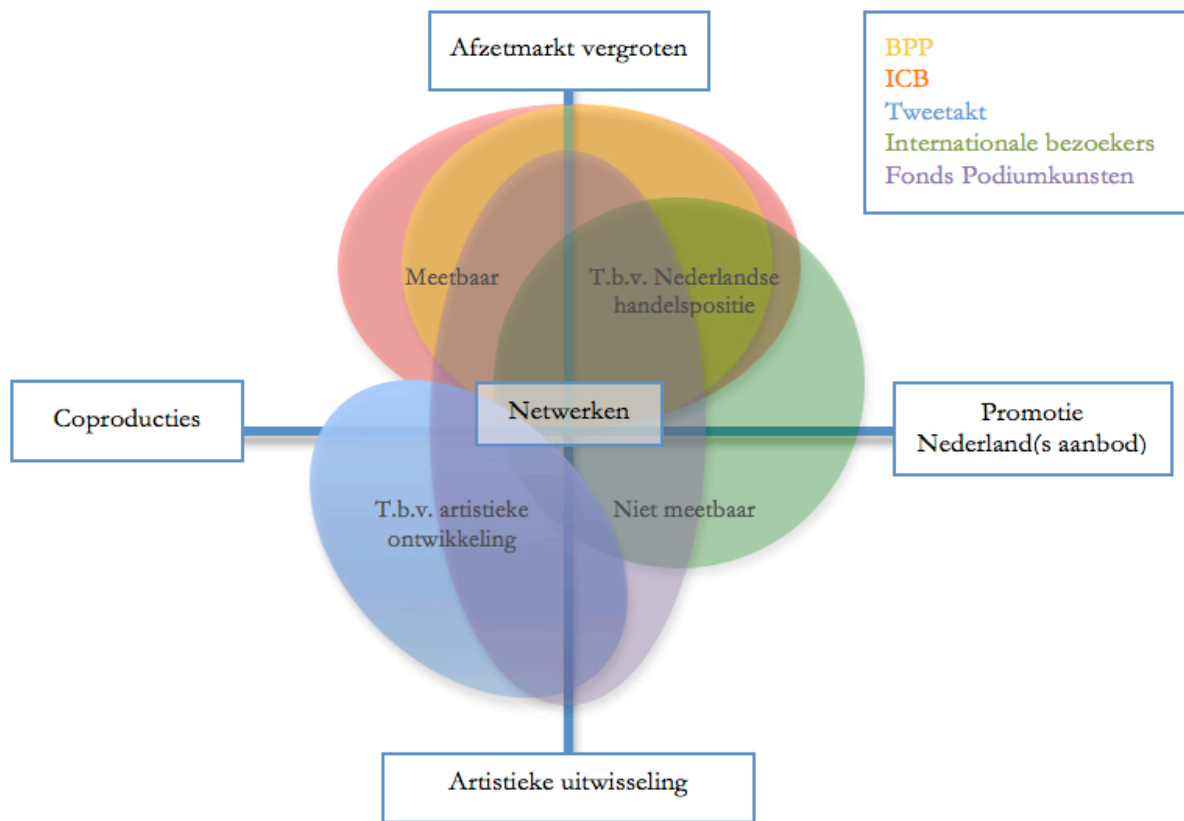 Afzetmarkt vergroten
BPP
ICB
Tweetakt
Internationale bezoekers
Fonds Podiumkunsten
Meetbaar
T.b.v. Nederlandse
handelspositie
Coproducties
Netwerken
Promotie
Nederland(s aanbod)
T.b.v. artistieke
ontwikkeling
Niet meetbaar
Artistieke uitwisseling